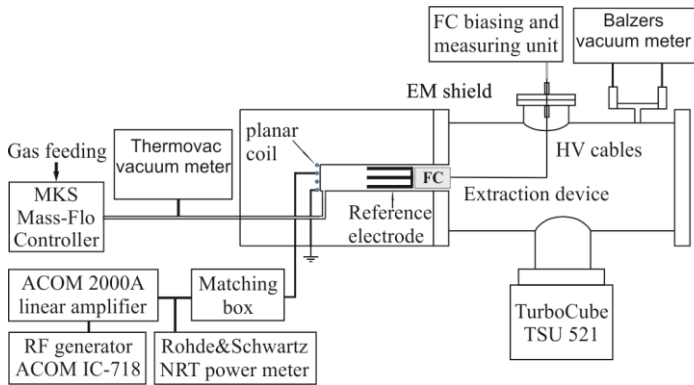 FC biasing and
measuring unit
Balzers
vacuum meter
EM shield
planar
coil
Thermovac
vacuum meter
HV cables
Gas feeding
FC
MKS
Mass-Flo
Controller
Extraction device
Reference
electrode
ACOM 2000A
linear amplifier
Matching
box
TurboCube
TSU 521
RF generator
ACOM IC-718
Rohde&Schwartz
NRT power meter